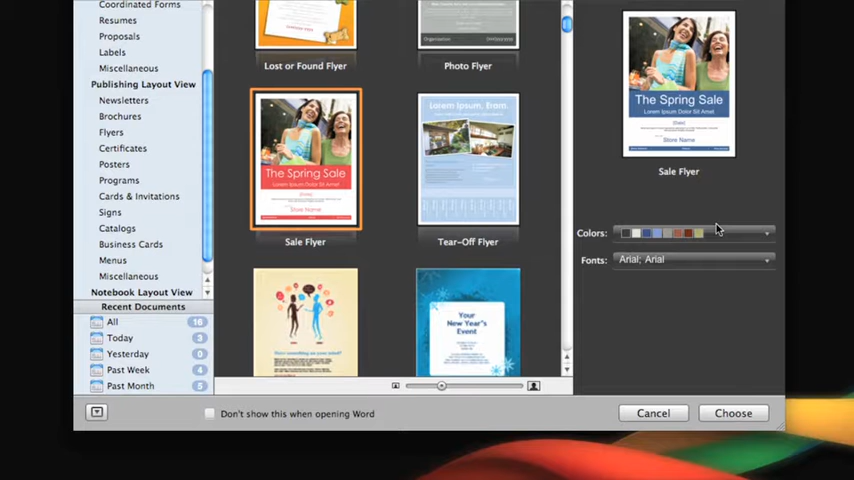 Coordinated Forms
Resumes
Proposals
Labels
Miscellaneous
Publishing Layout View
Newsletters
Brochures
Flyers
Certificates
Posters
Programs
Cards & Invitations
Signs
Catalogs
Business Cards
Menus
Miscellaneous
Notebook Layout View
Recent Documents
All 16
Today 3
Yesterday 0
Past Week 4
Past Month 5
Lost or Found Flyer
Photo Flyer
The Spring Sale
Lorem Ipsum Dolor Sit Amet
Store Name
Sale Flyer
Lorem Ipsum. Eram.
Tear-Off Flyer
Your
New Year's
Event
The Spring Sale
Lorem Ipsum Dolor Sit Amet
Store Name
Sale Flyer
Colors:
Fonts: Arial; Arial
Don't show this when opening Word
Cancel
Choose